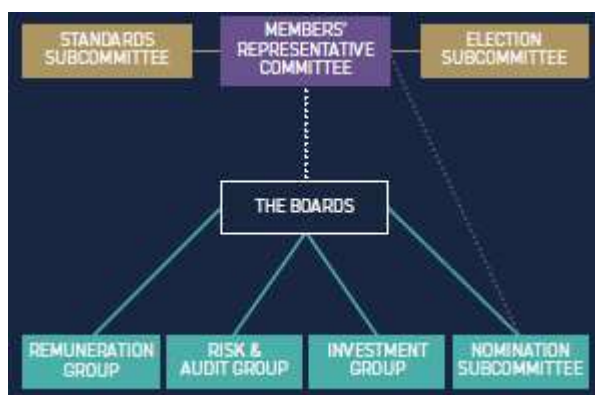 STANDARDS
SUBCOMMITTEE
MEMBERS'
REPRESENTATIVE
COMMITTEE
ELECTION
SUBCOMMITTEE
THE BOARDS
REMUNERATION
GROUP
RISK &
AUDIT GROUP
INVESTMENT
GROUP
NOMINATION
SUBCOMMITTEE